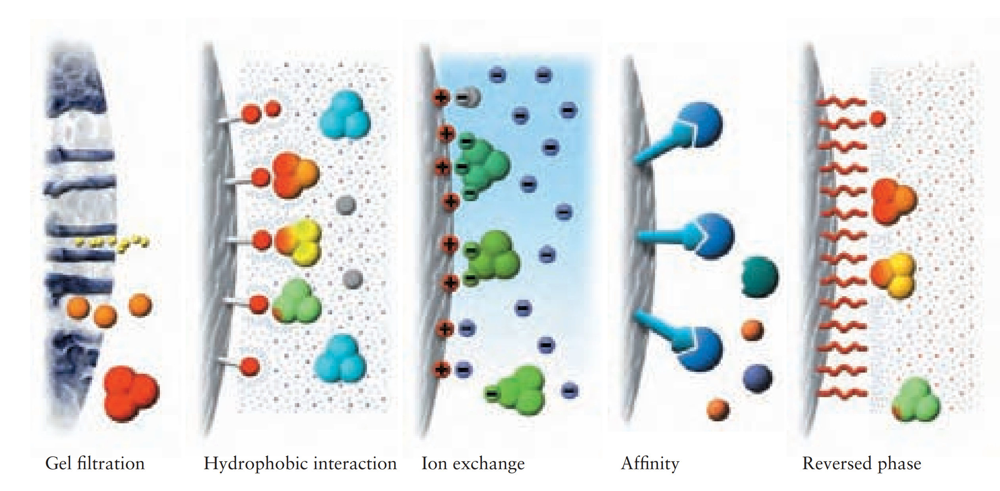 Gel filtration
Hydrophobic interaction
Ion exchange
Affinity
Reversed phase